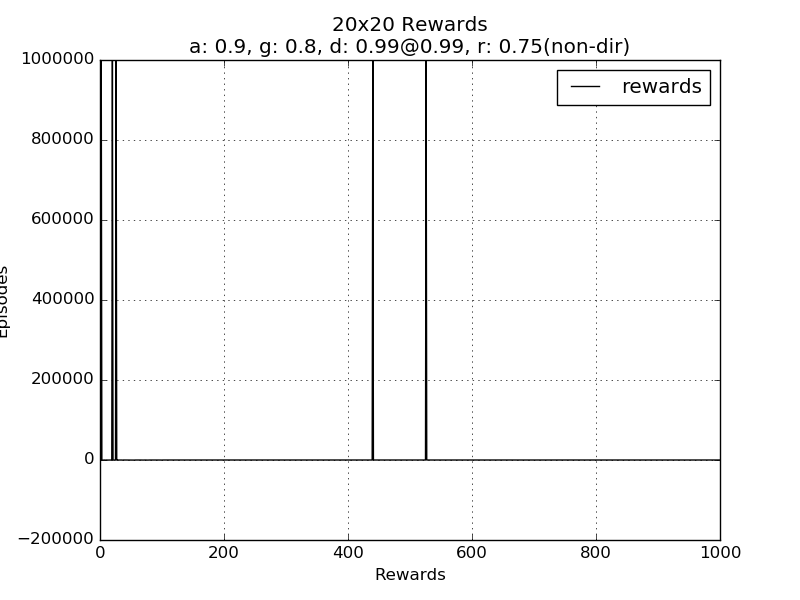 20x20 Rewards
a: 0.9, g: 0.8, d: 0.99@0.99, r: 0.75(non-dir)
1000000
rewards
800000
600000
400000
Episodes
200000
0
−200000
0 200 400 600 800 1000
Rewards